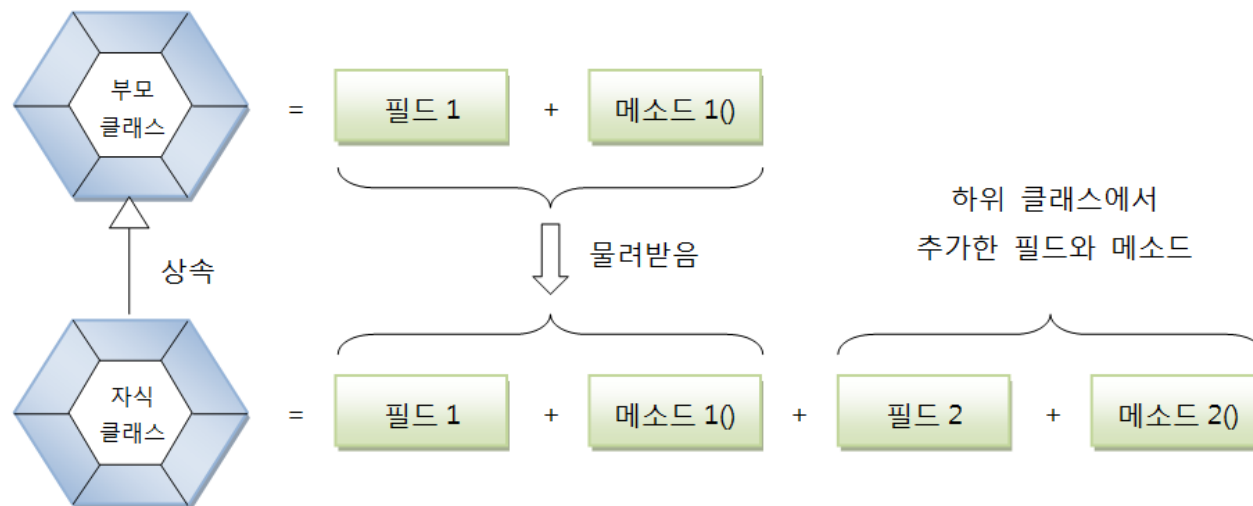 부모
클래스
= 필드 1 + 메소드 1()
하위 클래스에서
추가한 필드와 메소드
상속
물려받음
자식
클래스
= 필드 1 + 메소드 1() + 필드 2 + 메소드 2()